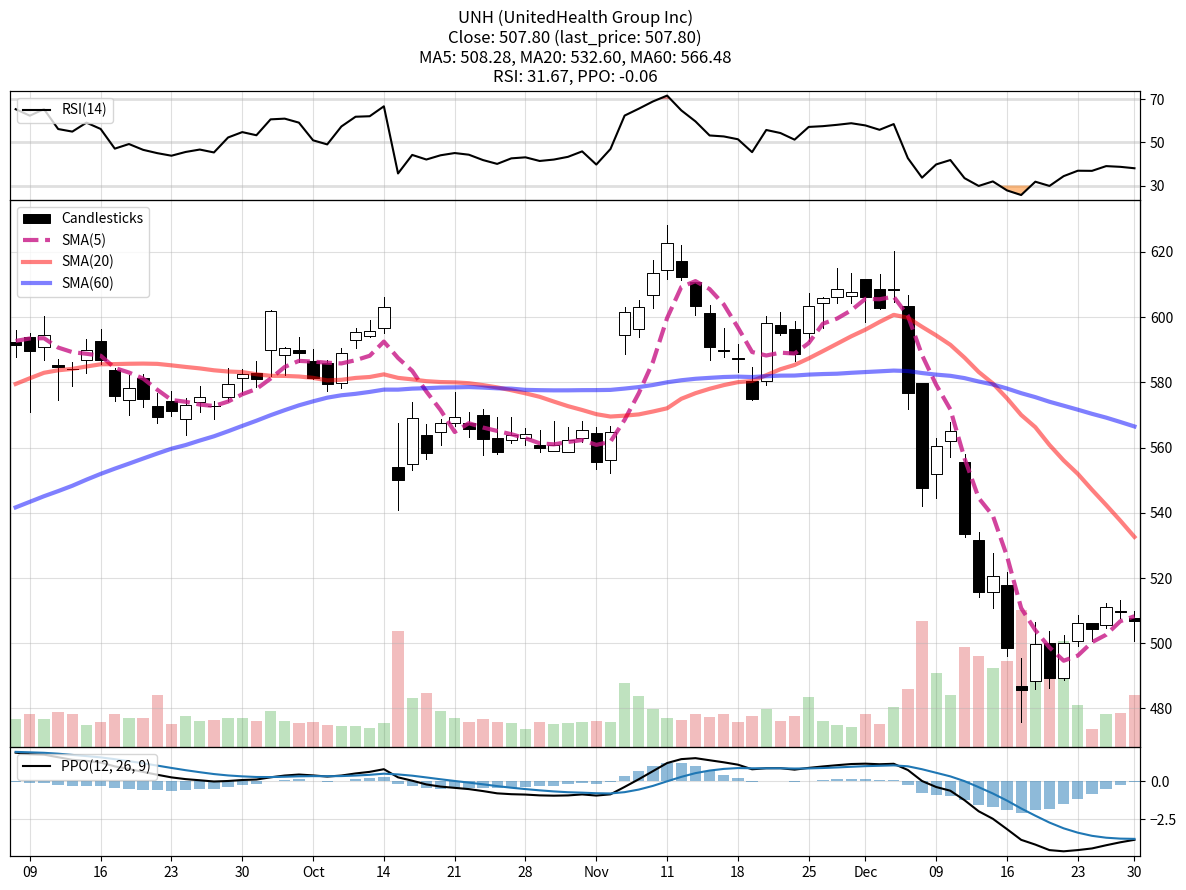 UNH (UnitedHealth Group Inc)
Close: 507.80 (last_price: 507.80)
MA5: 508.28, MA20: 532.60, MA60: 566.48
RSI: 31.67, PPO: -0.06
RSI(14)
70
50
30
Candlesticks
SMA(5)
SMA(20)
SMA(60)
620
600
580
560
540
520
500
480
PPO(12, 26, 9)
0.0
−2.5
09 16 23 30 Oct 14 21 28 Nov 11 18 25 Dec 09 16 23 30